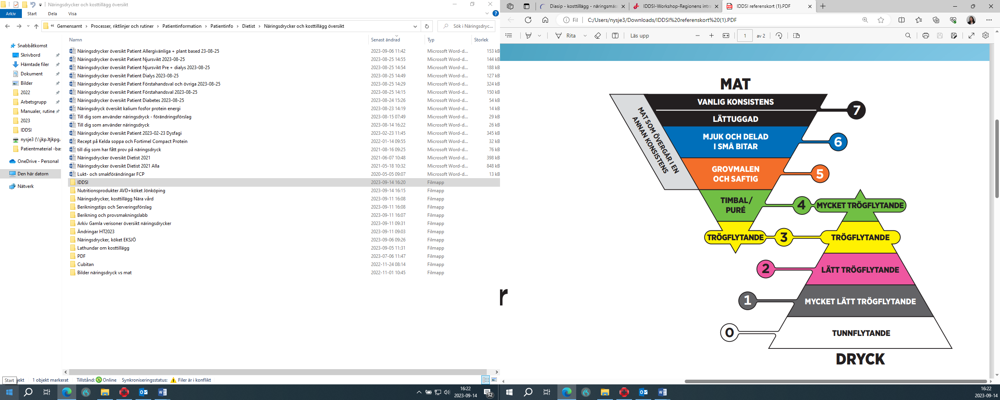 Näringsdrycker och kosttillägg översikt
Arkiv Start Dela Visa
« Gemensamt › Processer, riktlinjer och rutiner › Patientinformation › Patientinfo › Dietist › Näringsdrycker och kosttillägg översikt
Sök i Näringsdryc...
Snabbåtkomst
Skrivbord
Hämtade filer
Dokument
Bilder
2022
Arbetsgrupp
Manualer, rutine
2023
IDDSI
nysje3 (\\jkp.ltjkpg.
Patientmaterial -bas
OneDrive - Personal
Den här datorn
Nätverk
Namn Senast ändrad Typ Storlek
Näringsdrycker översikt Patient Allergivänliga + plant based 23-08-25 2023-09-06 11:42 Microsoft Word-d... 153 kB
Näringsdrycker översikt Patient Njursvikt 2023-08-25 2023-08-25 14:55 Microsoft Word-d... 144 kB
Näringsdrycker översikt Patient Njursvikt Pre + dialys 2023-08-25 2023-08-25 14:54 Microsoft Word-d... 188 kB
Näringsdrycker översikt Patient Dialys 2023-08-25 2023-08-25 14:49 Microsoft Word-d... 127 kB
Näringsdrycker översikt Patient Förstahandsval och övriga 2023-08-25 2023-08-25 14:29 Microsoft Word-d... 324 kB
Näringsdrycker översikt Patient Förstahandsval 2023-08-25 2023-08-25 14:15 Microsoft Word-d... 150 kB
Näringsdrycker översikt Patient Diabetes 2023-08-25 2023-08-24 15:26 Microsoft Word-d... 54 kB
Näringsdryck översikt kalium fosfor protein energi 2023-08-23 14:19 Microsoft Word-d... 14 kB
Till dig som använder näringsdryck - förändringsförslag 2023-08-15 07:49 Microsoft Word-d... 29 kB
Till dig som använder näringsdryck 2023-08-14 16:22 Microsoft Word-d... 26 kB
Näringsdrycker översikt Patient 2023-02-23 Dysfagi 2023-02-23 11:45 Microsoft Word-d... 345 kB
Recept på Kelda soppa och Fortimel Compact Protein 2022-01-14 09:55 Microsoft Word-d... 32 kB
till dig som har fått prov på näringsdryck 2021-08-16 09:25 Microsoft Word-d... 76 kB
Näringsdrycker översikt Dietist 2021 2021-06-07 10:48 Microsoft Word-d... 398 kB
Näringsdrycker översikt Dietist 2021 Alla 2021-05-18 10:32 Microsoft Word-d... 848 kB
Lukt- och smakförändringar FCP 2020-05-05 09:07 Microsoft Word-d... 13 kB
IDDSI 2023-09-14 16:20 Filmapp
Nutritionsprodukter AVD+köket Jönköping 2023-09-14 16:15 Filmapp
Näringsdrycker, kosttillägg Nära vård 2023-09-11 16:08 Filmapp
Berikningstips och Serveringsförslag 2023-09-11 16:08 Filmapp
Berikning och provsmakningslabb 2023-09-11 16:07 Filmapp
Arkiv Gamla verisoner översikt näringsdrycker 2023-09-11 09:31 Filmapp
Ändringar HT2023 2023-09-11 09:03 Filmapp
Näringsdrycker, köket EKSJÖ 2023-09-06 09:26 Filmapp
Lathundar om kosttillägg 2023-09-05 11:31 Filmapp
PDF 2023-07-06 11:47 Filmapp
Cubitan 2022-11-24 08:14 Filmapp
Bilder näringsdryck vs mat 2022-11-01 10:45 Filmapp
Start jekt 1 objekt markerat Tillstånd: Online Synkroniseringsstatus: Filer är i konflikt
16:22
2023-09-14
32
Diasip - kosttillägg - näringsmäss
IDDSI-Workshop-Regionens intra
IDDSI referenskort (1).PDF
Fil C:/Users/nysje3/Downloads/IDDSI%20referenskort%20(1).PDF
Rita Läs upp 1 av 2
r
MAT
VANLIG KONSISTENS
LÄTTUGGAD
7
MAT SOM ÖVERGÅR I EN
ANNAN KONSISTENS
MJUK OCH DELAD
I SMÅ BITAR
6
GROVMALEN
OCH SAFTIG
5
TIMBAL/
PURÉ
4
MYCKET TRÖGFLYTANDE
TRÖGFLYTANDE 3 TRÖGFLYTANDE
2 LÄTT TRÖGFLYTANDE
1 MYCKET LÄTT TRÖGFLYTANDE
0 TUNNFLYTANDE
DRYCK
16:22
2023-09-14